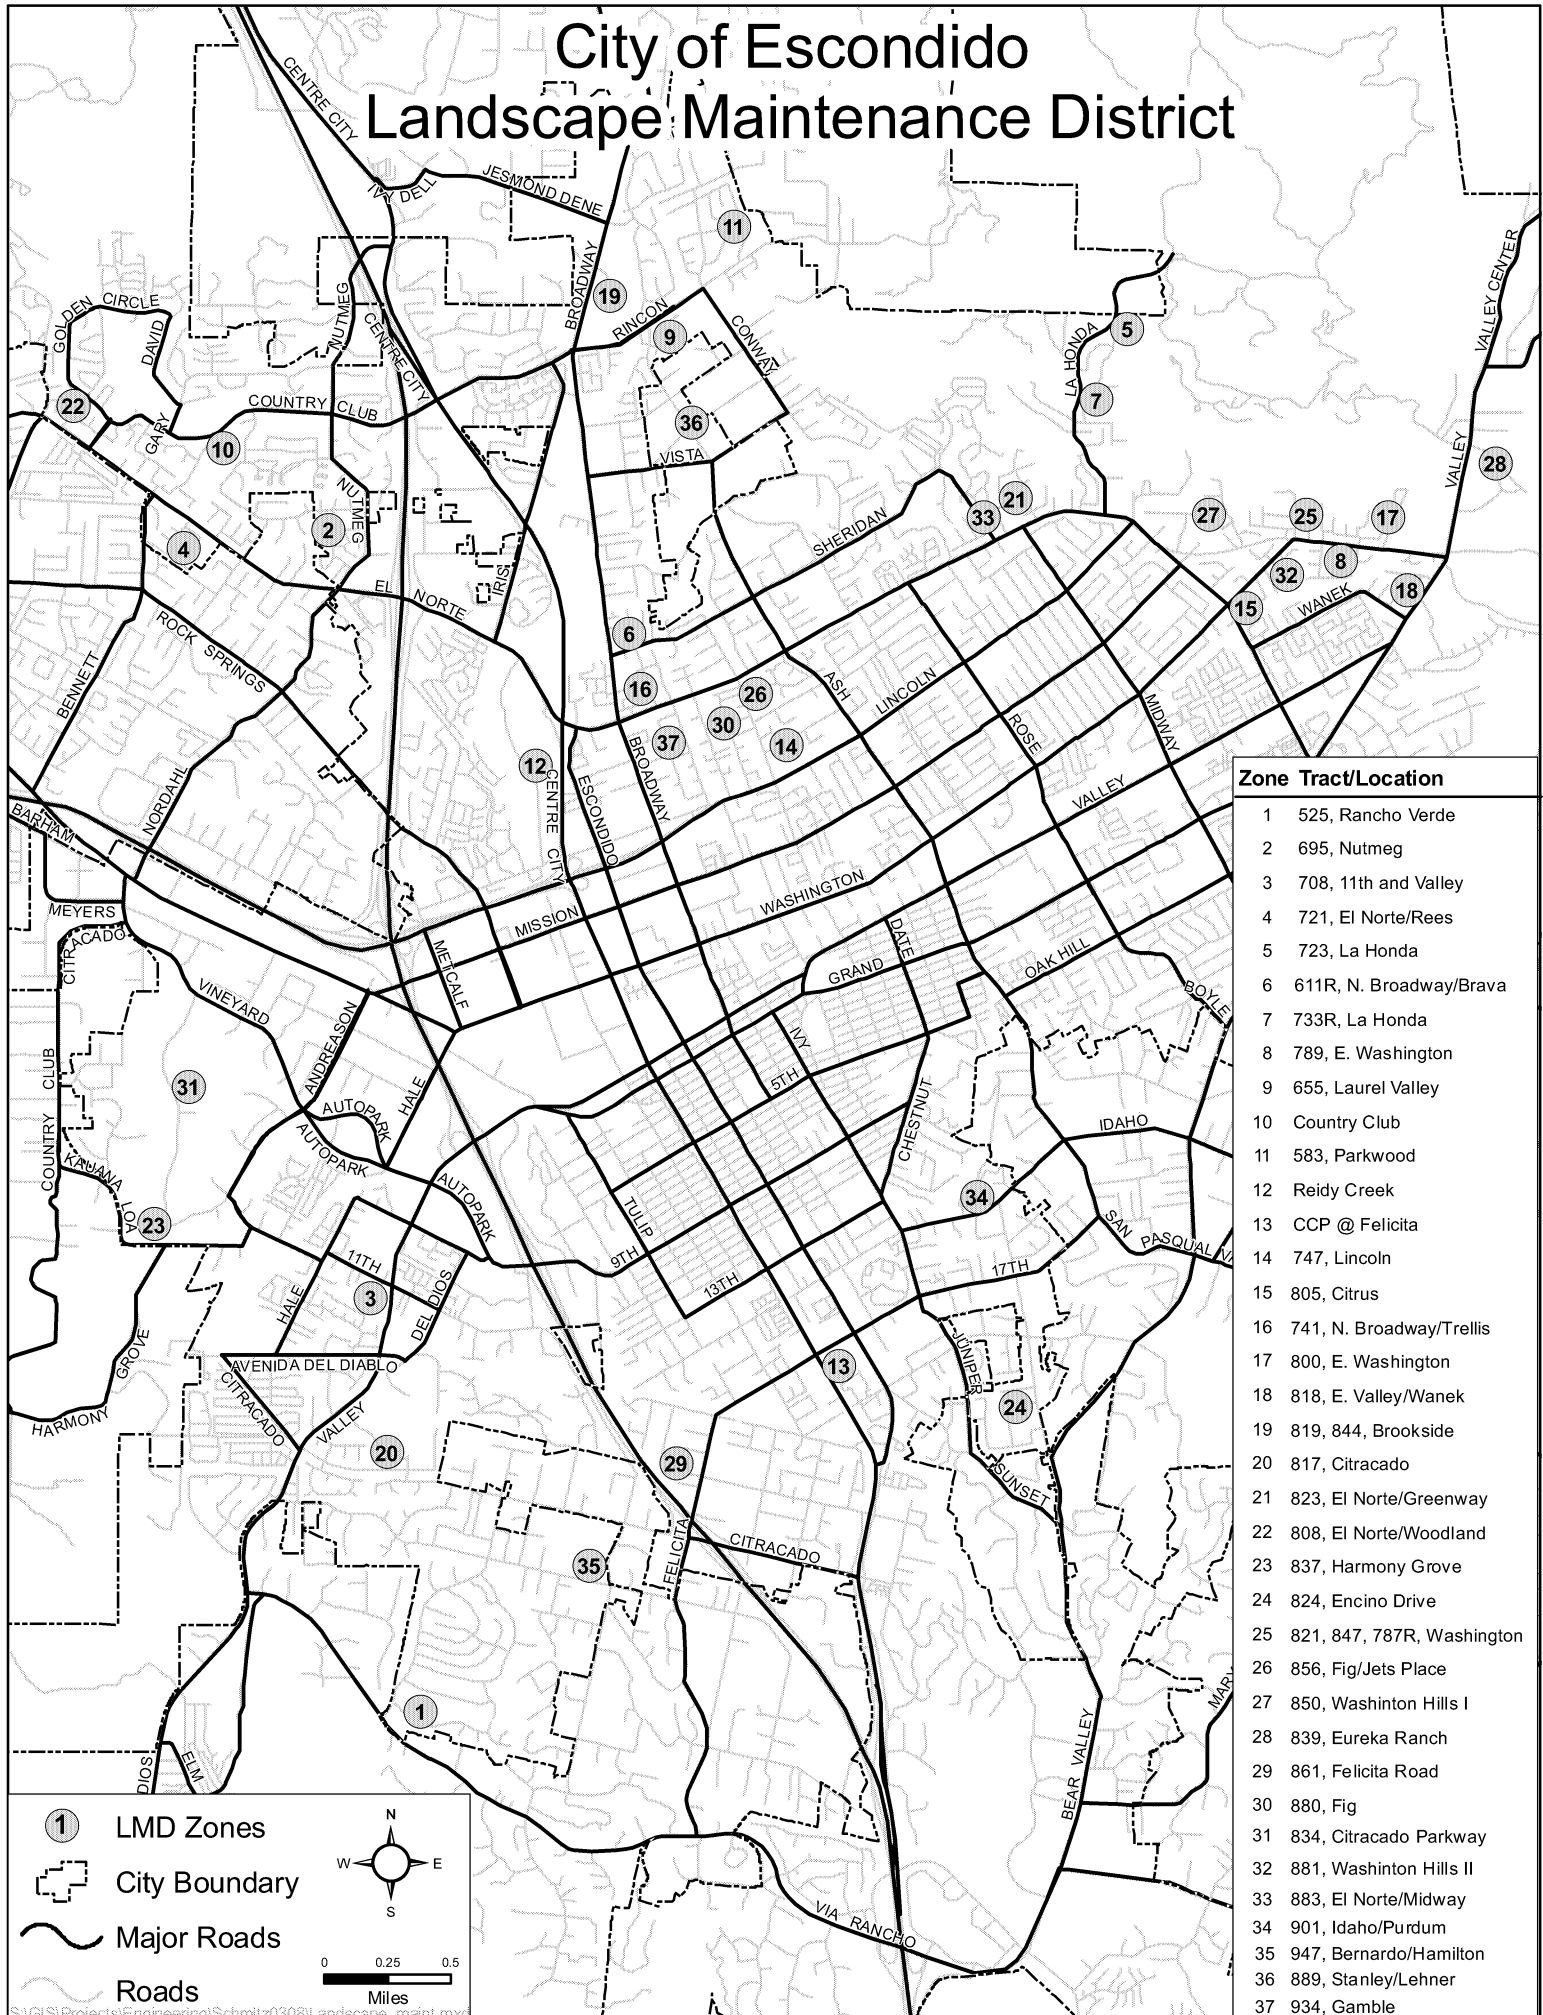 City of Escondido
Landscape Maintenance District
CENTRE CITY
IVY DELL
JESMOND DENE
BROADWAY
11
19
RINCON
9
CONWAY
NUTMEG
CENTRE CITY
GOLDEN CIRCLE
DAVID
GARY
22
10
COUNTRY CLUB
36
VISTA
LA HONDA
5
7
VALLEY CENTER
VALLEY
28
NUTMEG
2
4
SHERIDAN
33
21
27
25
17
8
32
15
WANEK
18
EL NORTE
IRIS
6
16
26
30
37
14
ASH
LINCOLN
ROSE
MIDWAY
BENNETT
ROCK SPRINGS
NORDAHL
BARHAM
12
CENTRE CITY
ESCONDIDO
BROADWAY
VALLEY
MISSION
WASHINGTON
METCALF
MEYERS
CITRACADO
VINEYARD
ANDREASON
DATE
GRAND
OAK HILL
BOYLE
IVY
5TH
CHESTNUT
IDAHO
31
HALE
AUTOPARK
AUTOPARK
AUTOPARK
COUNTRY CLUB
KAUANA LOA
23
TULIP
9TH
13TH
34
SAN PASQUAL VA
17TH
11TH
3
HALE
DEL DIOS
AVENIDA DEL DIABLO
CITRACADO
VALLEY
GROVE
HARMONY
20
13
JUNIPER
24
SUNSET
29
FELICITA
CITRACADO
35
1
BEAR VALLEY
MARY
VIA RANCHO
DIOS
ELM
Zone Tract/Location
1 525, Rancho Verde
2 695, Nutmeg
3 708, 11th and Valley
4 721, El Norte/Rees
5 723, La Honda
6 611R, N. Broadway/Brava
7 733R, La Honda
8 789, E. Washington
9 655, Laurel Valley
10 Country Club
11 583, Parkwood
12 Reidy Creek
13 CCP @ Felicita
14 747, Lincoln
15 805, Citrus
16 741, N. Broadway/Trellis
17 800, E. Washington
18 818, E. Valley/Wanek
19 819, 844, Brookside
20 817, Citracado
21 823, El Norte/Greenway
22 808, El Norte/Woodland
23 837, Harmony Grove
24 824, Encino Drive
25 821, 847, 787R, Washington
26 856, Fig/Jets Place
27 850, Washinton Hills I
28 839, Eureka Ranch
29 861, Felicita Road
30 880, Fig
31 834, Citracado Parkway
32 881, Washinton Hills II
33 883, El Norte/Midway
34 901, Idaho/Purdum
35 947, Bernardo/Hamilton
36 889, Stanley/Lehner
37 934, Gamble
1 LMD Zones
City Boundary
Major Roads
Roads
N
W E
S
0 0.25 0.5
Miles
S:\GIS\Projects\Engineering\Schmitz0308\Landscape_maint.mxd